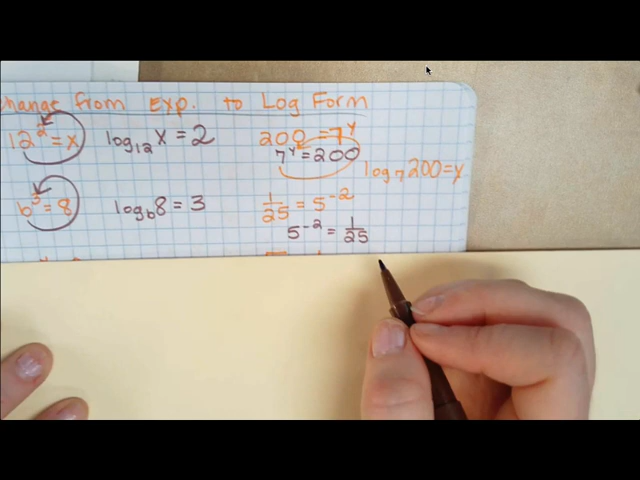 change from Exp. to Log Form
12² = x log₁₂ x = 2 200 = 7ʸ
7ʸ = 200
log₇ 200 = y
b³ = 8 log_b 8 = 3 1/25 = 5⁻²
5⁻² = 1/25